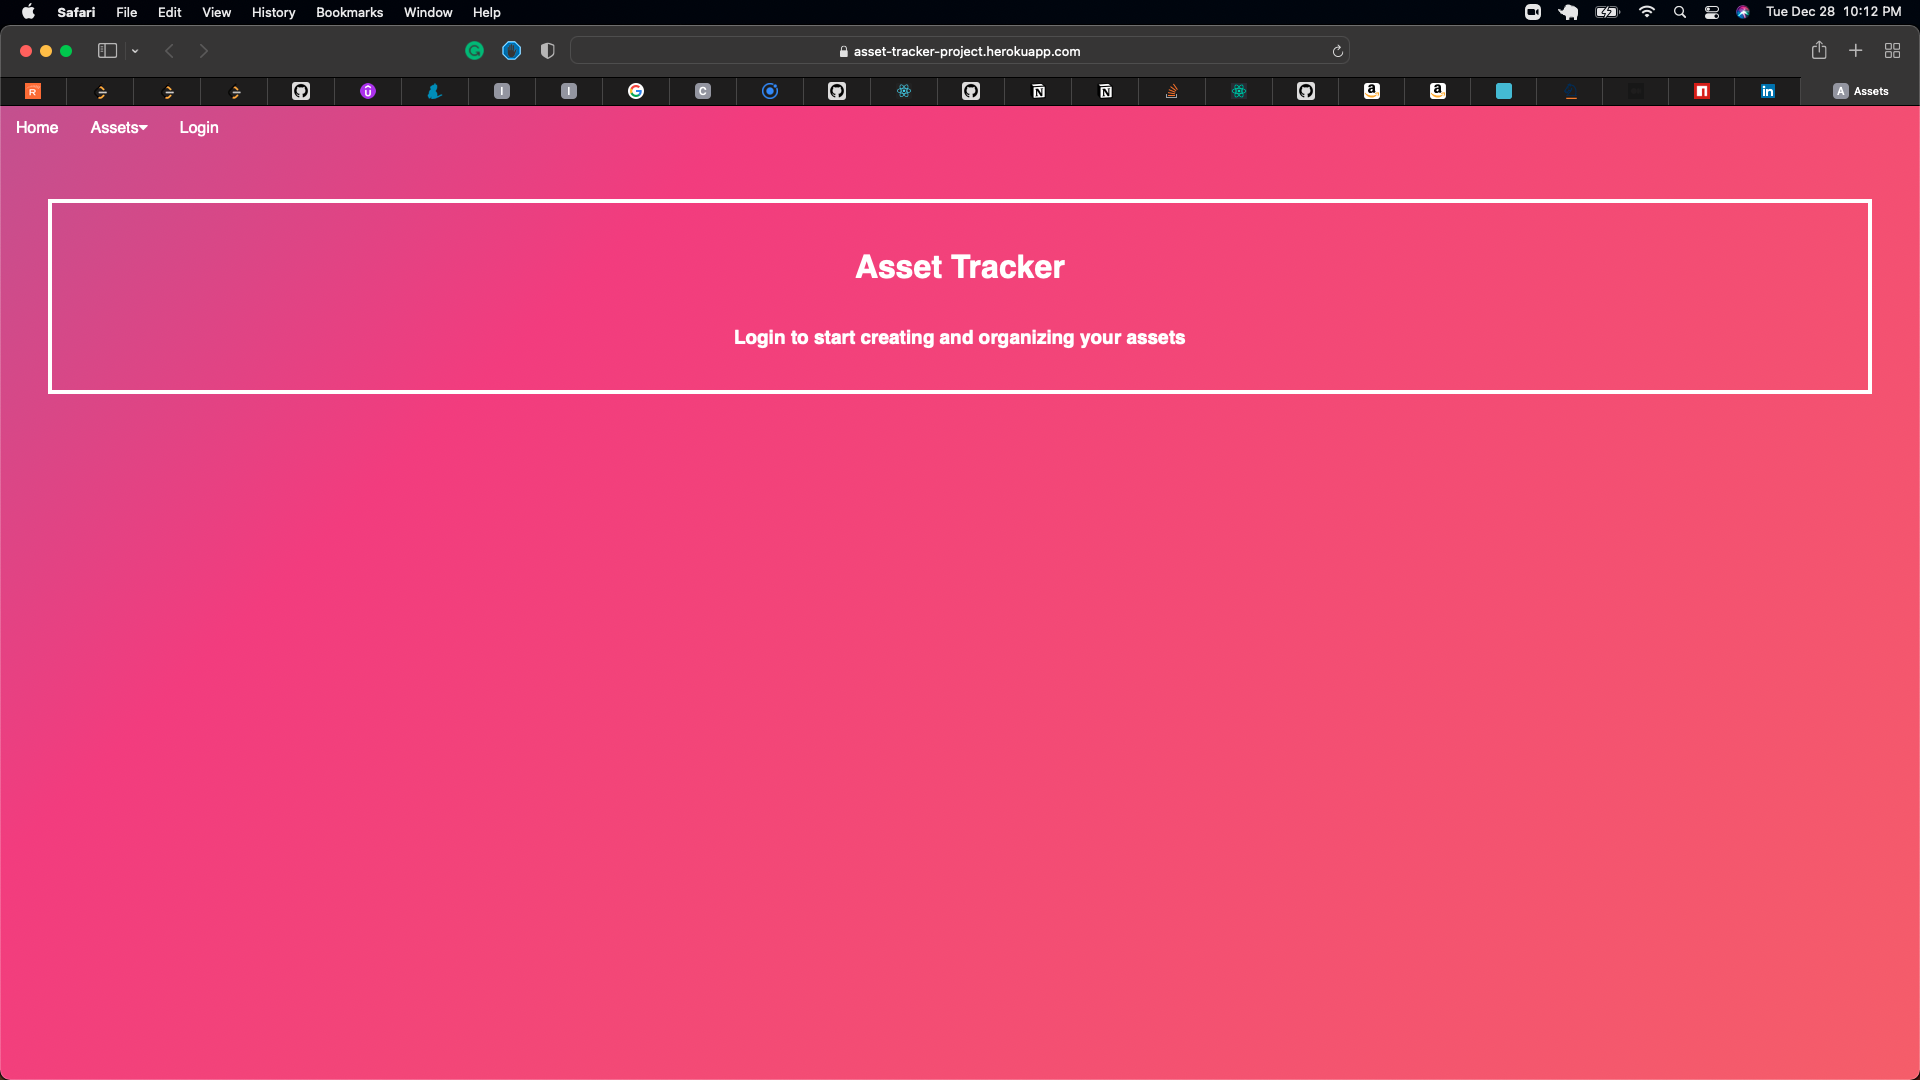 Safari File Edit View History Bookmarks Window Help Tue Dec 28 10:12 PM
asset-tracker-project.herokuapp.com
R I I C N N a a in A Assets
Home Assets Login
Asset Tracker
Login to start creating and organizing your assets